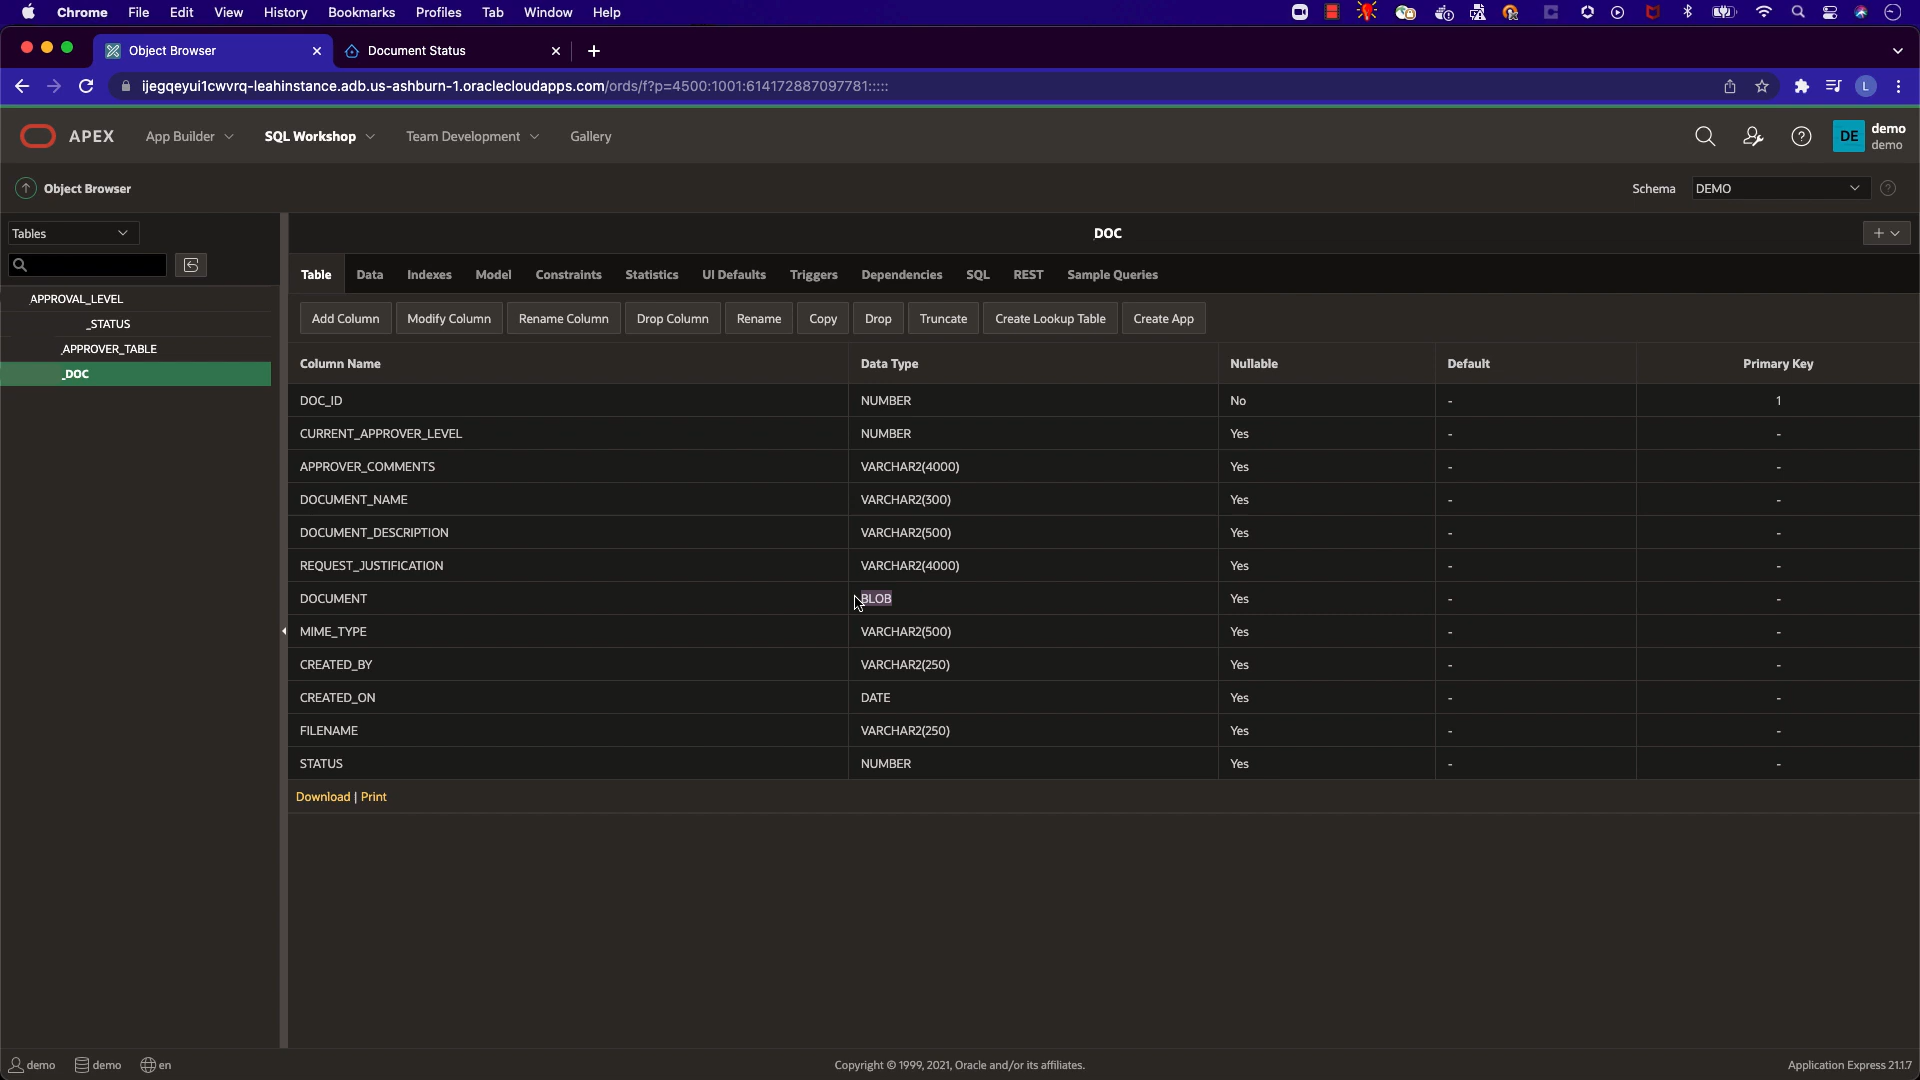 Chrome File Edit View History Bookmarks Profiles Tab Window Help
Object Browser Document Status
ijegqeyui1cwvrq-leahinstance.adb.us-ashburn-1.oraclecloudapps.com/ords/f?p=4500:1001:614172887097781::::: L
APEX App Builder SQL Workshop Team Development Gallery DE demo
demo
Object Browser Schema DEMO
Tables DOC
Table Data Indexes Model Constraints Statistics UI Defaults Triggers Dependencies SQL REST Sample Queries
APPROVAL_LEVEL
_STATUS
APPROVER_TABLE
_DOC
Add Column Modify Column Rename Column Drop Column Rename Copy Drop Truncate Create Lookup Table Create App
Column Name Data Type Nullable Default Primary Key
DOC_ID NUMBER No - 1
CURRENT_APPROVER_LEVEL NUMBER Yes - -
APPROVER_COMMENTS VARCHAR2(4000) Yes - -
DOCUMENT_NAME VARCHAR2(300) Yes - -
DOCUMENT_DESCRIPTION VARCHAR2(500) Yes - -
REQUEST_JUSTIFICATION VARCHAR2(4000) Yes - -
DOCUMENT BLOB Yes - -
MIME_TYPE VARCHAR2(500) Yes - -
CREATED_BY VARCHAR2(250) Yes - -
CREATED_ON DATE Yes - -
FILENAME VARCHAR2(250) Yes - -
STATUS NUMBER Yes - -
Download | Print
demo demo en Copyright © 1999, 2021, Oracle and/or its affiliates. Application Express 21.1.7